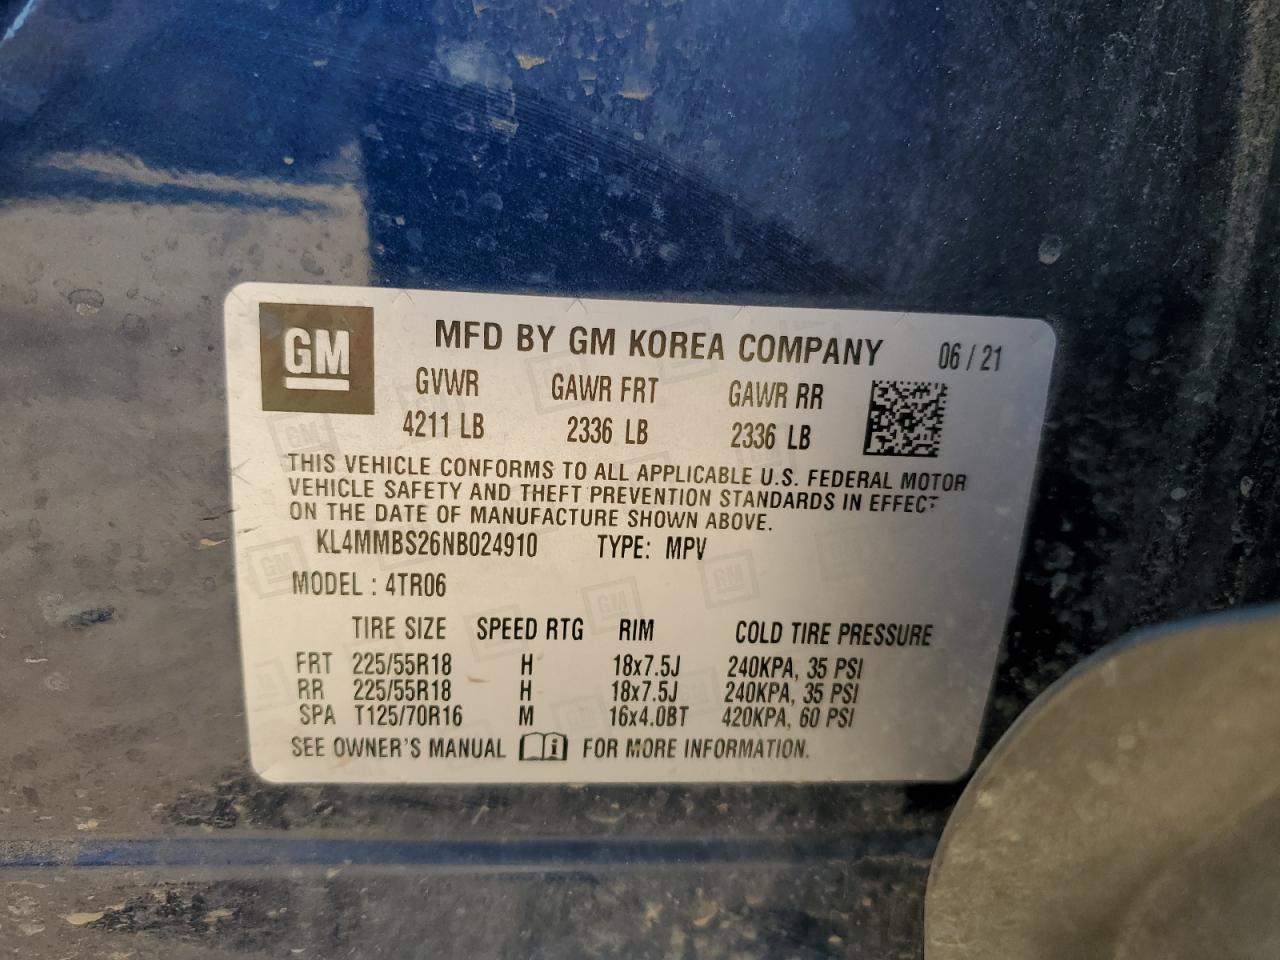 GM
MFD BY GM KOREA COMPANY 06 / 21
GVWR GAWR FRT GAWR RR
4211 LB 2336 LB 2336 LB
THIS VEHICLE CONFORMS TO ALL APPLICABLE U.S. FEDERAL MOTOR
VEHICLE SAFETY AND THEFT PREVENTION STANDARDS IN EFFECT
ON THE DATE OF MANUFACTURE SHOWN ABOVE.
KL4MMBS26NB024910 TYPE: MPV
MODEL : 4TR06
TIRE SIZE SPEED RTG RIM COLD TIRE PRESSURE
FRT 225/55R18 H 18x7.5J 240KPA, 35 PSI
RR 225/55R18 H 18x7.5J 240KPA, 35 PSI
SPA T125/70R16 M 16x4.0BT 420KPA, 60 PSI
SEE OWNER'S MANUAL i FOR MORE INFORMATION.